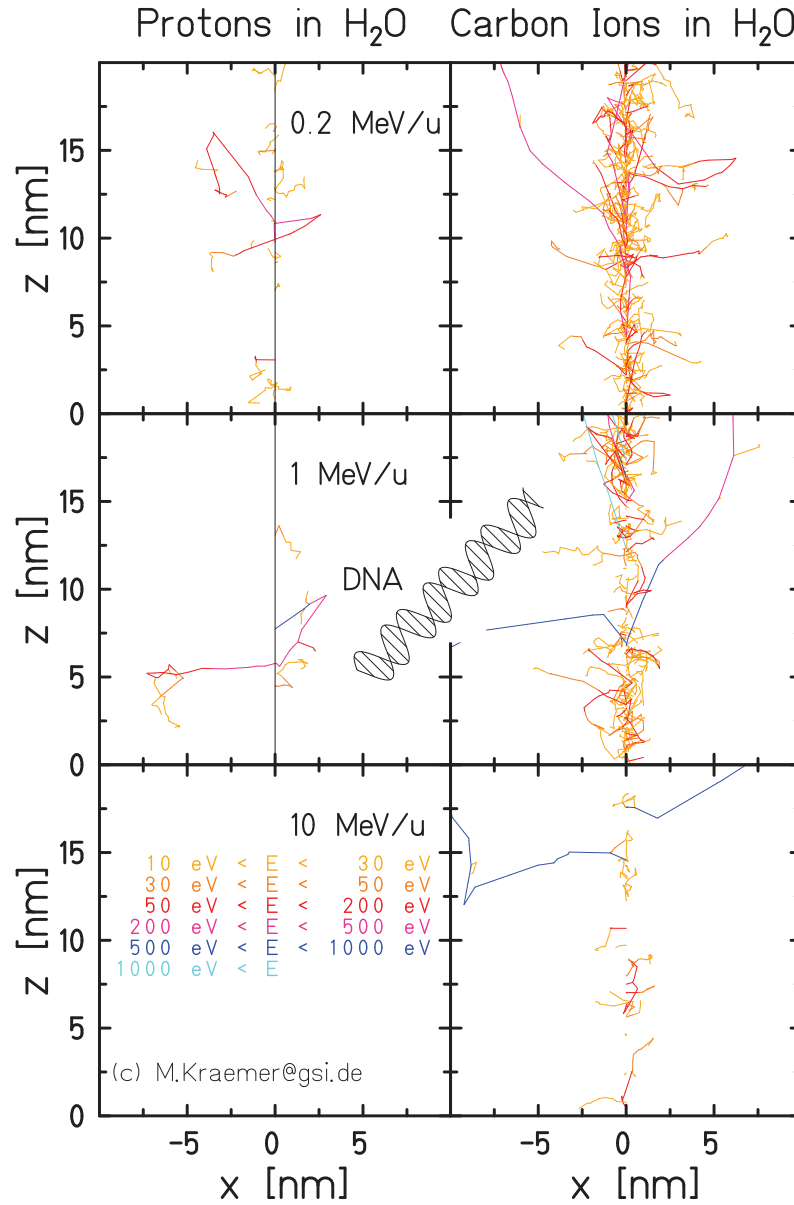 Protons in H2O
Carbon Ions in H2O
0.2 MeV/u
z [nm]
15
10
5
0
1 MeV/u
DNA
z [nm]
15
10
5
0
10 MeV/u
10 eV < E < 30 eV
30 eV < E < 50 eV
50 eV < E < 200 eV
200 eV < E < 500 eV
500 eV < E < 1000 eV
1000 eV < E
(c) M.Kraemer@gsi.de
z [nm]
15
10
5
0
-5 0 5
-5 0 5
x [nm]
x [nm]